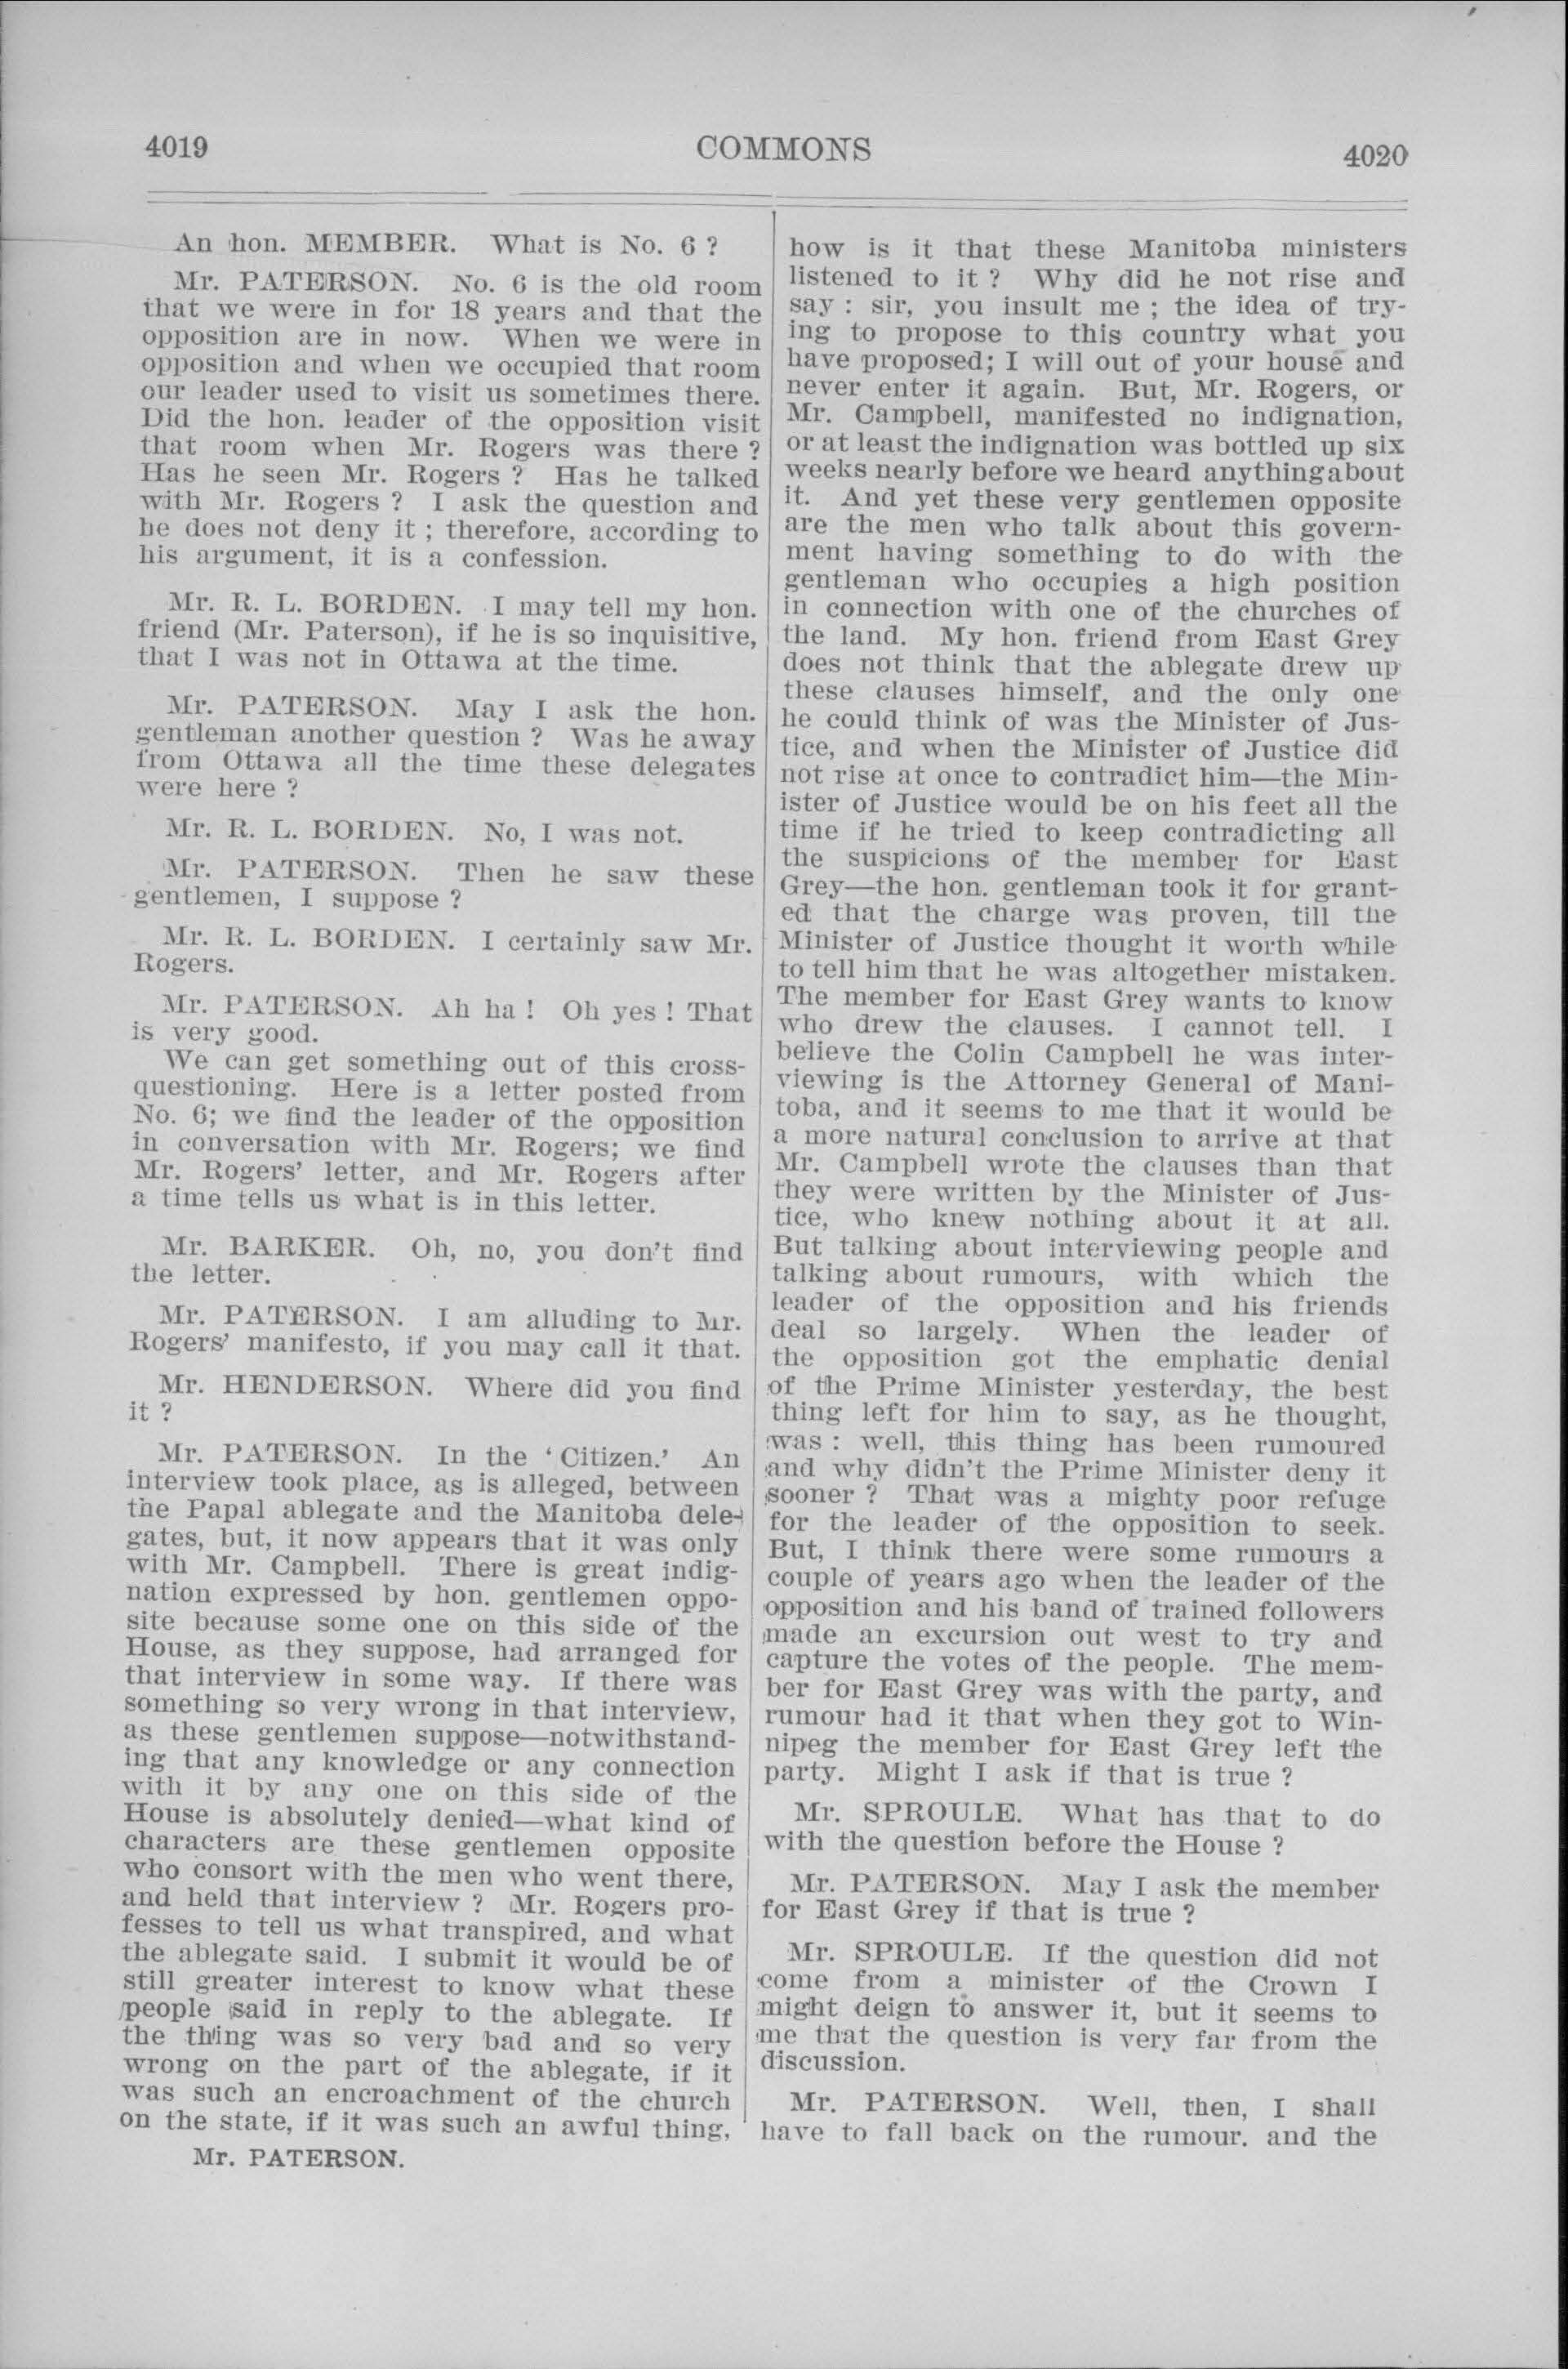 4019 COMMONS 4020
An hon. MEMBER. What is No. 6 ?
Mr. PATERSON. No. 6 is the old room
that we were in for 18 years and that the
opposition are in now. When we were in
opposition and when we occupied that room
our leader used to visit us sometimes there.
Did the hon. leader of the opposition visit
that room when Mr. Rogers was there ?
Has he seen Mr. Rogers ? Has he talked
with Mr. Rogers ? I ask the question and
he does not deny it ; therefore, according to
his argument, it is a confession.
Mr. R. L. BORDEN. I may tell my hon.
friend (Mr. Paterson), if he is so inquisitive,
that I was not in Ottawa at the time.
Mr. PATERSON. May I ask the hon.
gentleman another question ? Was he away
from Ottawa all the time these delegates
were here ?
Mr. R. L. BORDEN. No, I was not.
Mr. PATERSON. Then he saw these
gentlemen, I suppose ?
Mr. R. L. BORDEN. I certainly saw Mr.
Rogers.
Mr. PATERSON. Ah ha ! Oh yes ! That
is very good.
We can get something out of this cross-
questioning. Here is a letter posted from
No. 6; we find the leader of the opposition
in conversation with Mr. Rogers; we find
Mr. Rogers' letter, and Mr. Rogers after
a time tells us what is in this letter.
Mr. BARKER. Oh, no, you don't find
the letter.
Mr. PATERSON. I am alluding to Mr.
Rogers' manifesto, if you may call it that.
Mr. HENDERSON. Where did you find
it ?
Mr. PATERSON. In the ' Citizen.' An
interview took place, as is alleged, between
the Papal ablegate and the Manitoba dele-
gates, but, it now appears that it was only
with Mr. Campbell. There is great indig-
nation expressed by hon. gentlemen oppo-
site because some one on this side of the
House, as they suppose, had arranged for
that interview in some way. If there was
something so very wrong in that interview,
as these gentlemen suppose—notwithstand-
ing that any knowledge or any connection
with it by any one on this side of the
House is absolutely denied—what kind of
characters are these gentlemen opposite
who consort with the men who went there,
and held that interview ? Mr. Rogers pro-
fesses to tell us what transpired, and what
the ablegate said. I submit it would be of
still greater interest to know what these
people said in reply to the ablegate. If
the thing was so very bad and so very
wrong on the part of the ablegate, if it
was such an encroachment of the church
on the state, if it was such an awful thing,
Mr. PATERSON.
how is it that these Manitoba ministers
listened to it ? Why did he not rise and
say : sir, you insult me ; the idea of try-
ing to propose to this country what you
have proposed; I will out of your house and
never enter it again. But, Mr. Rogers, or
Mr. Campbell, manifested no indignation,
or at least the indignation was bottled up six
weeks nearly before we heard anything about
it. And yet these very gentlemen opposite
are the men who talk about this govern-
ment having something to do with the
gentleman who occupies a high position
in connection with one of the churches of
the land. My hon. friend from East Grey
does not think that the ablegate drew up
these clauses himself, and the only one
he could think of was the Minister of Jus-
tice, and when the Minister of Justice did
not rise at once to contradict him—the Min-
ister of Justice would be on his feet all the
time if he tried to keep contradicting all
the suspicions of the member for East
Grey—the hon. gentleman took it for grant-
ed that the charge was proven, till the
Minister of Justice thought it worth while
to tell him that he was altogether mistaken.
The member for East Grey wants to know
who drew the clauses. I cannot tell. I
believe the Colin Campbell he was inter-
viewing is the Attorney General of Mani-
toba, and it seems to me that it would be
a more natural conclusion to arrive at that
Mr. Campbell wrote the clauses than that
they were written by the Minister of Jus-
tice, who knew nothing about it at all.
But talking about interviewing people and
talking about rumours, with which the
leader of the opposition and his friends
deal so largely. When the leader of
the opposition got the emphatic denial
of the Prime Minister yesterday, the best
thing left for him to say, as he thought,
was : well, this thing has been rumoured
and why didn't the Prime Minister deny it
sooner ? That was a mighty poor refuge
for the leader of the opposition to seek.
But, I think there were some rumours a
couple of years ago when the leader of the
opposition and his band of trained followers
made an excursion out west to try and
capture the votes of the people. The mem-
ber for East Grey was with the party, and
rumour had it that when they got to Win-
nipeg the member for East Grey left the
party. Might I ask if that is true ?
Mr. SPROULE. What has that to do
with the question before the House ?
Mr. PATERSON. May I ask the member
for East Grey if that is true ?
Mr. SPROULE. If the question did not
come from a minister of the Crown I
might deign to answer it, but it seems to
me that the question is very far from the
discussion.
Mr. PATERSON. Well, then, I shall
have to fall back on the rumour. and the